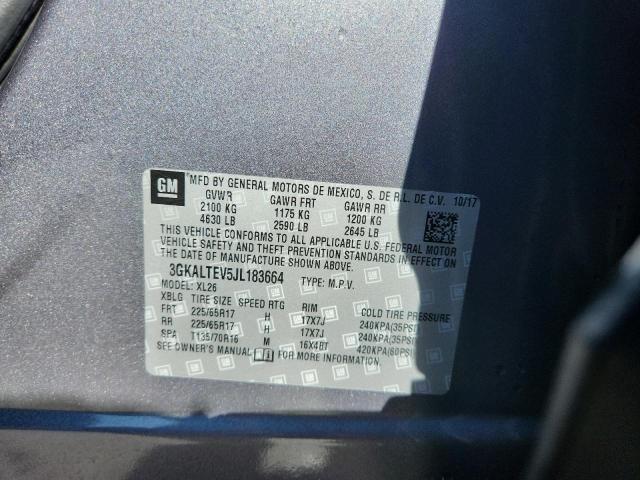 GM MFD BY GENERAL MOTORS DE MEXICO, S. DE R.L. DE C.V. 10/17
GVWR GAWR FRT GAWR RR
2100 KG 1175 KG 1200 KG
4630 LB 2590 LB 2645 LB
THIS VEHICLE CONFORMS TO ALL APPLICABLE U.S. FEDERAL MOTOR
VEHICLE SAFETY AND THEFT PREVENTION STANDARDS IN EFFECT
ON THE DATE OF MANUFACTURE SHOWN ABOVE.
3GKALTEV5JL183664 TYPE: M.P.V.
MODEL: XL26
XBLG TIRE SIZE SPEED RTG RIM COLD TIRE PRESSURE
FRT 225/65R17 H 17X7J 240KPA(35PSI)
RR 225/65R17 H 17X7J 240KPA(35PSI)
SPA T135/70R16 M 16X4BT 420KPA(60PSI)
SEE OWNER'S MANUAL FOR MORE INFORMATION.